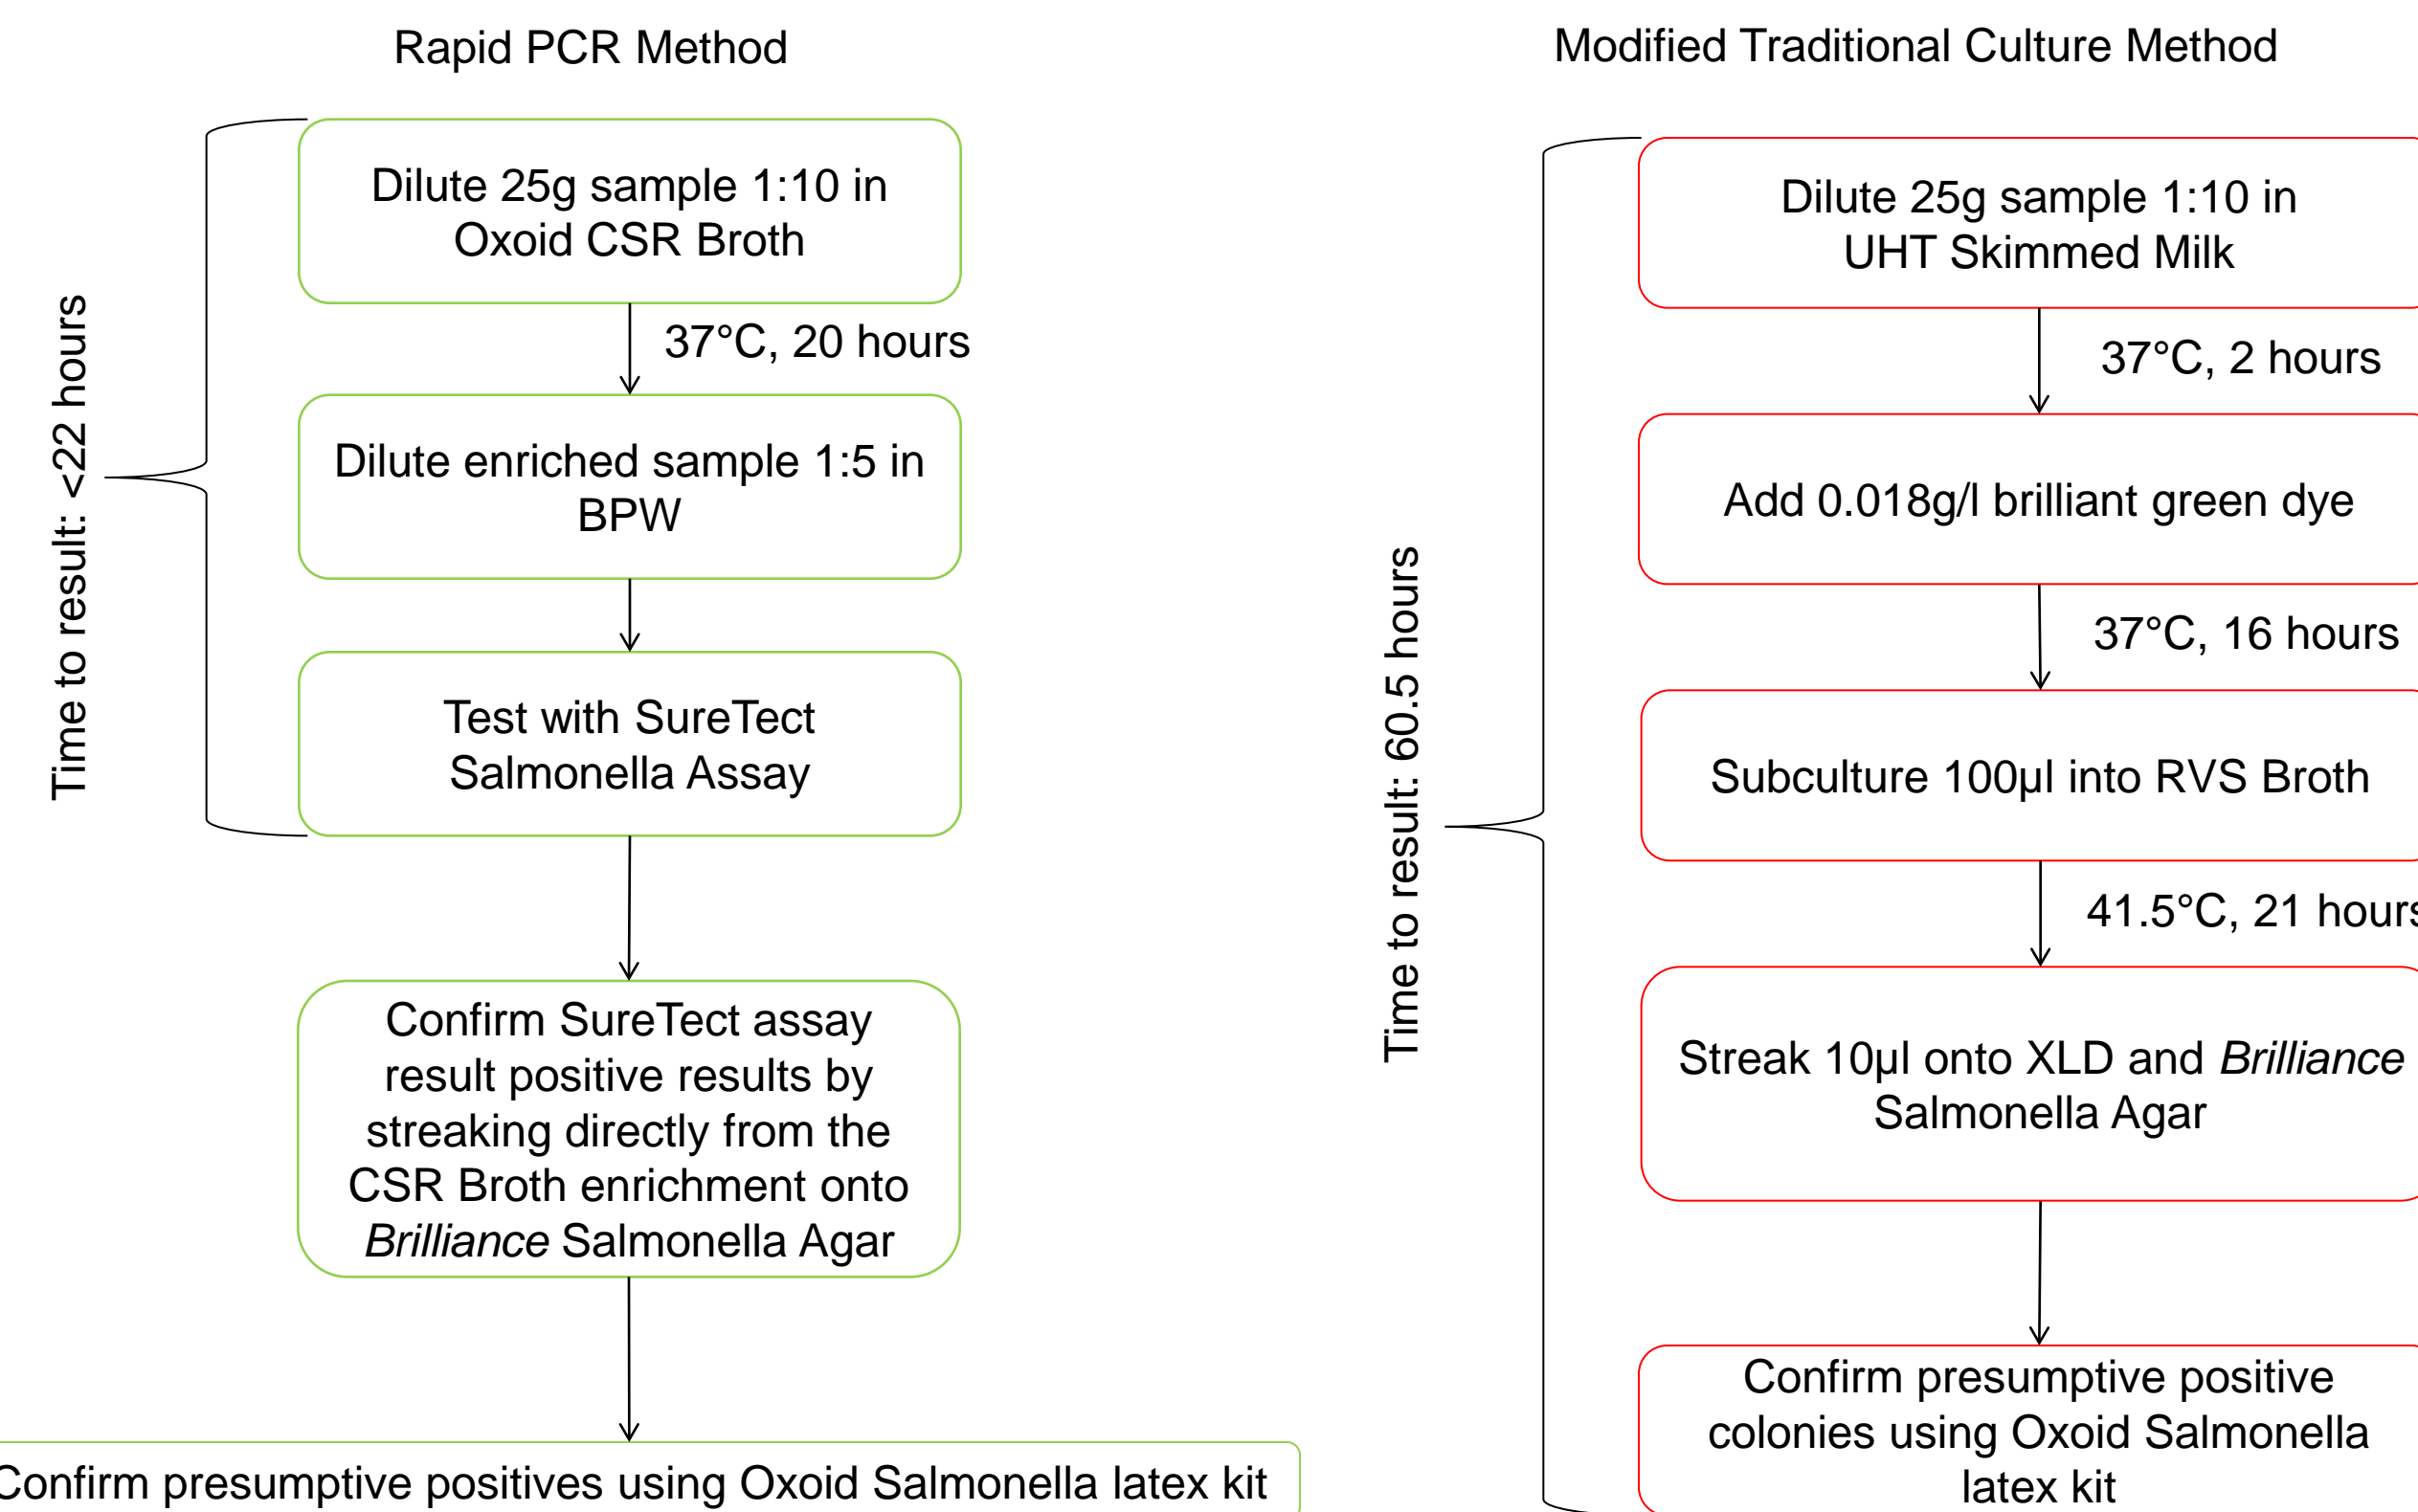 Rapid PCR Method
Time to result: <22 hours
Dilute 25g sample 1:10 in
Oxoid CSR Broth
37°C, 20 hours
Dilute enriched sample 1:5 in
BPW
Test with SureTect
Salmonella Assay
Confirm SureTect assay
result positive results by
streaking directly from the
CSR Broth enrichment onto
Brilliance Salmonella Agar
Confirm presumptive positives using Oxoid Salmonella latex kit
Modified Traditional Culture Method
Time to result: 60.5 hours
Dilute 25g sample 1:10 in
UHT Skimmed Milk
37°C, 2 hours
Add 0.018g/l brilliant green dye
37°C, 16 hours
Subculture 100µl into RVS Broth
41.5°C, 21 hours
Streak 10µl onto XLD and Brilliance
Salmonella Agar
Confirm presumptive positive
colonies using Oxoid Salmonella
latex kit